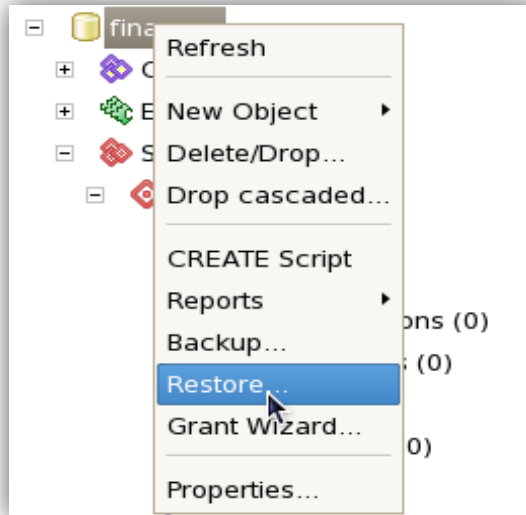 fina
Refresh
C
E
New Object
S
Delete/Drop...
Drop cascaded...
CREATE Script
Reports
ons (0)
Backup...
(0)
Restore...
Grant Wizard...
0)
Properties...